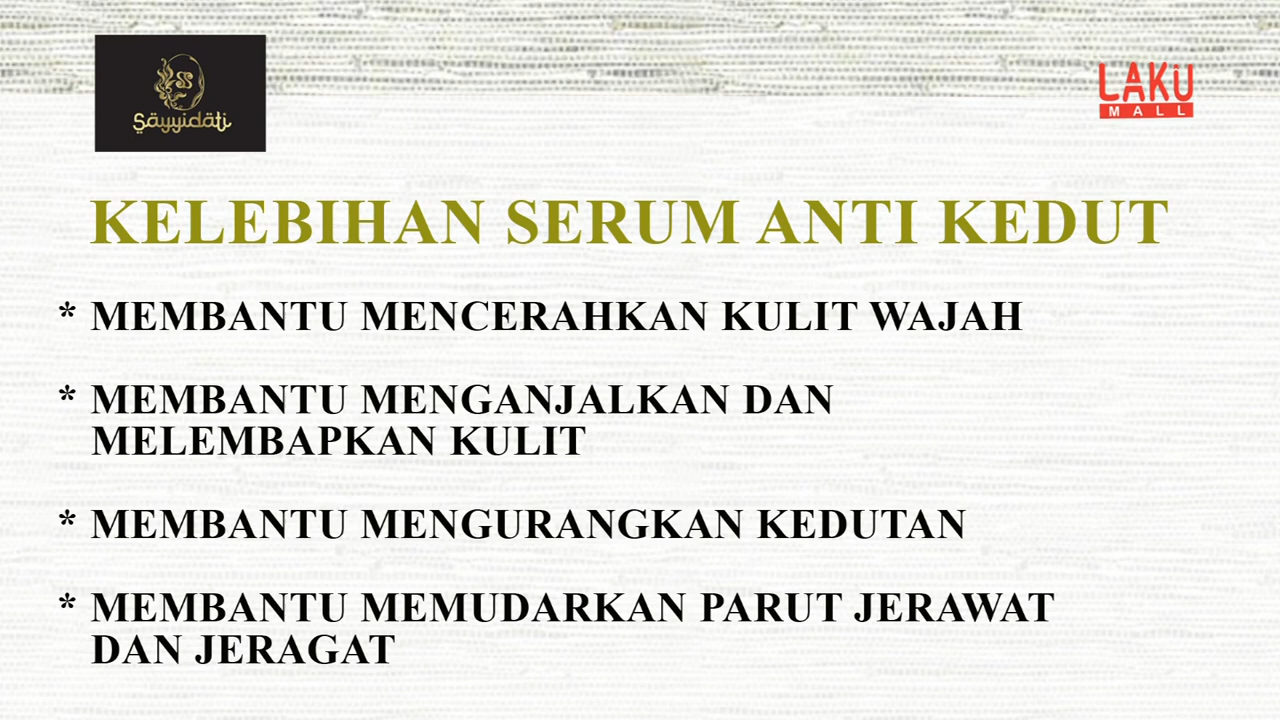 Säyyidäti
LAKU
MALL
KELEBIHAN SERUM ANTI KEDUT
* MEMBANTU MENCERAHKAN KULIT WAJAH
* MEMBANTU MENGANJALKAN DAN
MELEMBAPKAN KULIT
* MEMBANTU MENGURANGKAN KEDUTAN
* MEMBANTU MEMUDARKAN PARUT JERAWAT
DAN JERAGAT